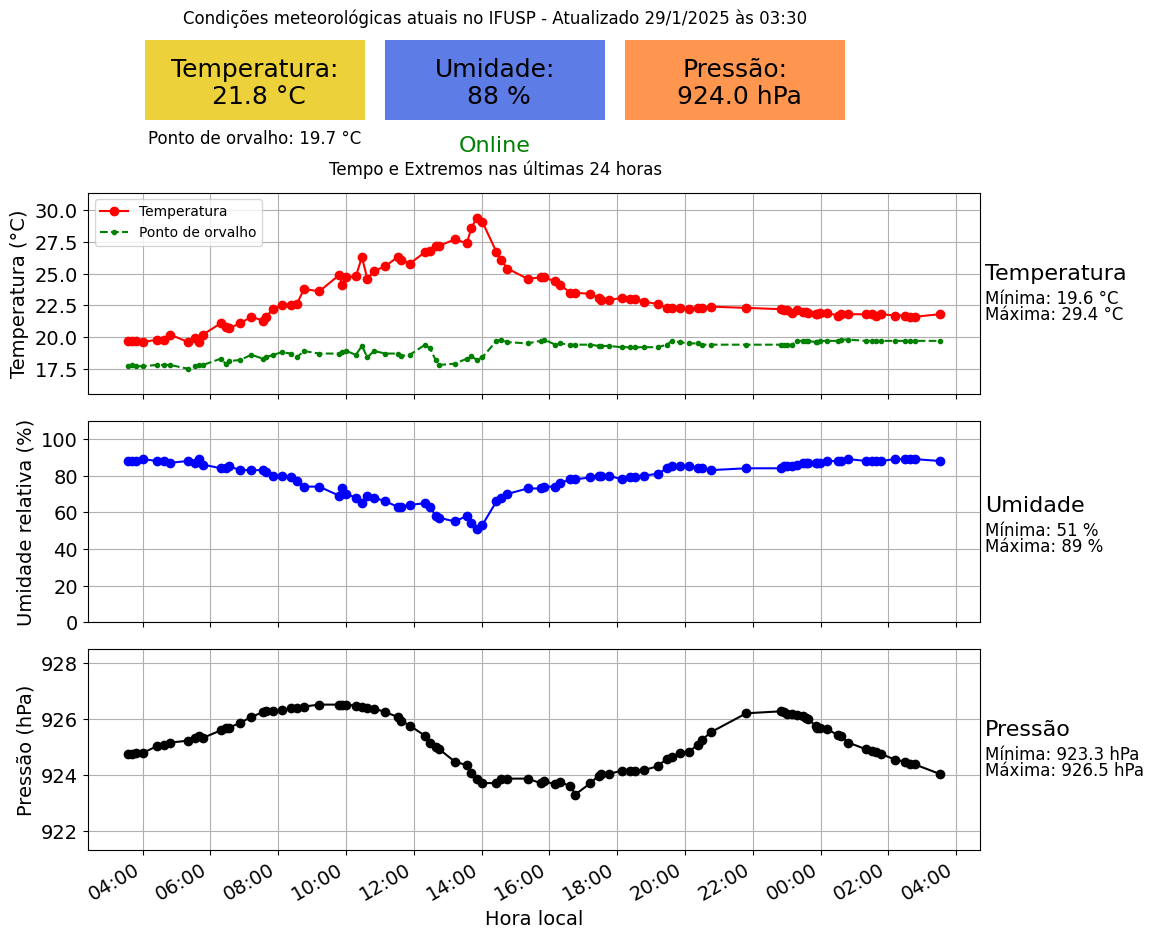 Condições meteorológicas atuais no IFUSP - Atualizado 29/1/2025 às 03:30
Temperatura:
21.8 °C
Umidade:
88 %
Pressão:
924.0 hPa
Ponto de orvalho: 19.7 °C
Online
Tempo e Extremos nas últimas 24 horas
Temperatura (°C)
30.0
27.5
25.0
22.5
20.0
17.5
Temperatura
Ponto de orvalho
Temperatura
Mínima: 19.6 °C
Máxima: 29.4 °C
Umidade relativa (%)
100
80
60
40
20
0
Umidade
Mínima: 51 %
Máxima: 89 %
Pressão (hPa)
928
926
924
922
Pressão
Mínima: 923.3 hPa
Máxima: 926.5 hPa
04:00
06:00
08:00
10:00
12:00
14:00
16:00
18:00
20:00
22:00
00:00
02:00
04:00
Hora local